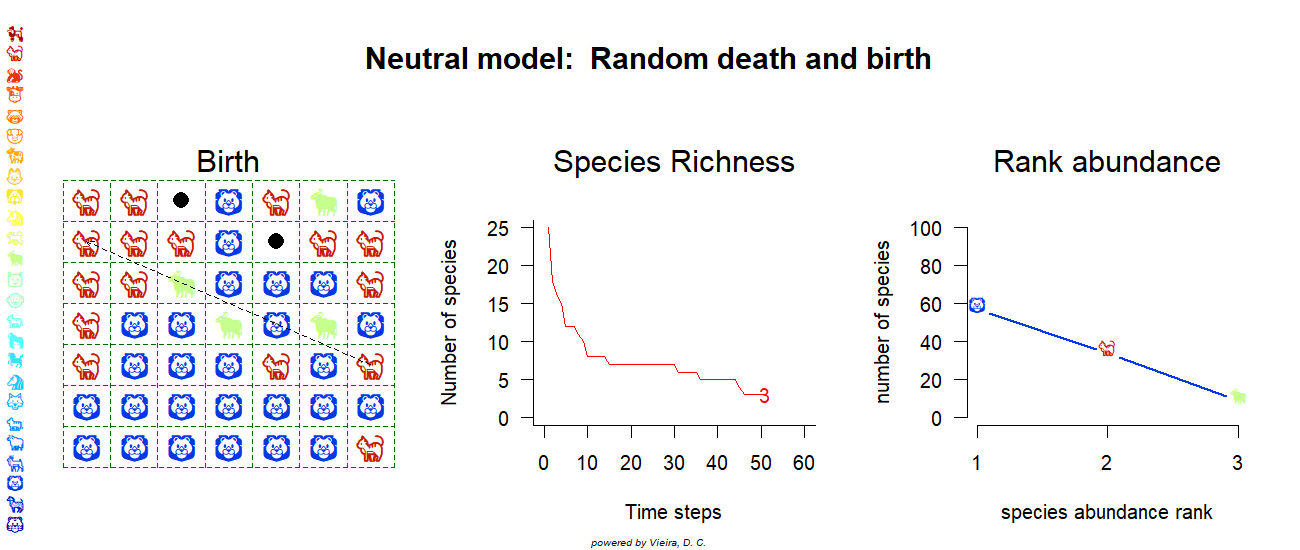 Neutral model:  Random death and birth
Birth
Species Richness
Number of species
25
20
15
10
5
0
3
0 10 20 30 40 50 60
Time steps
Rank abundance
number of species
100
80
60
40
20
0
1 2 3
species abundance rank
powered by Vieira, D. C.